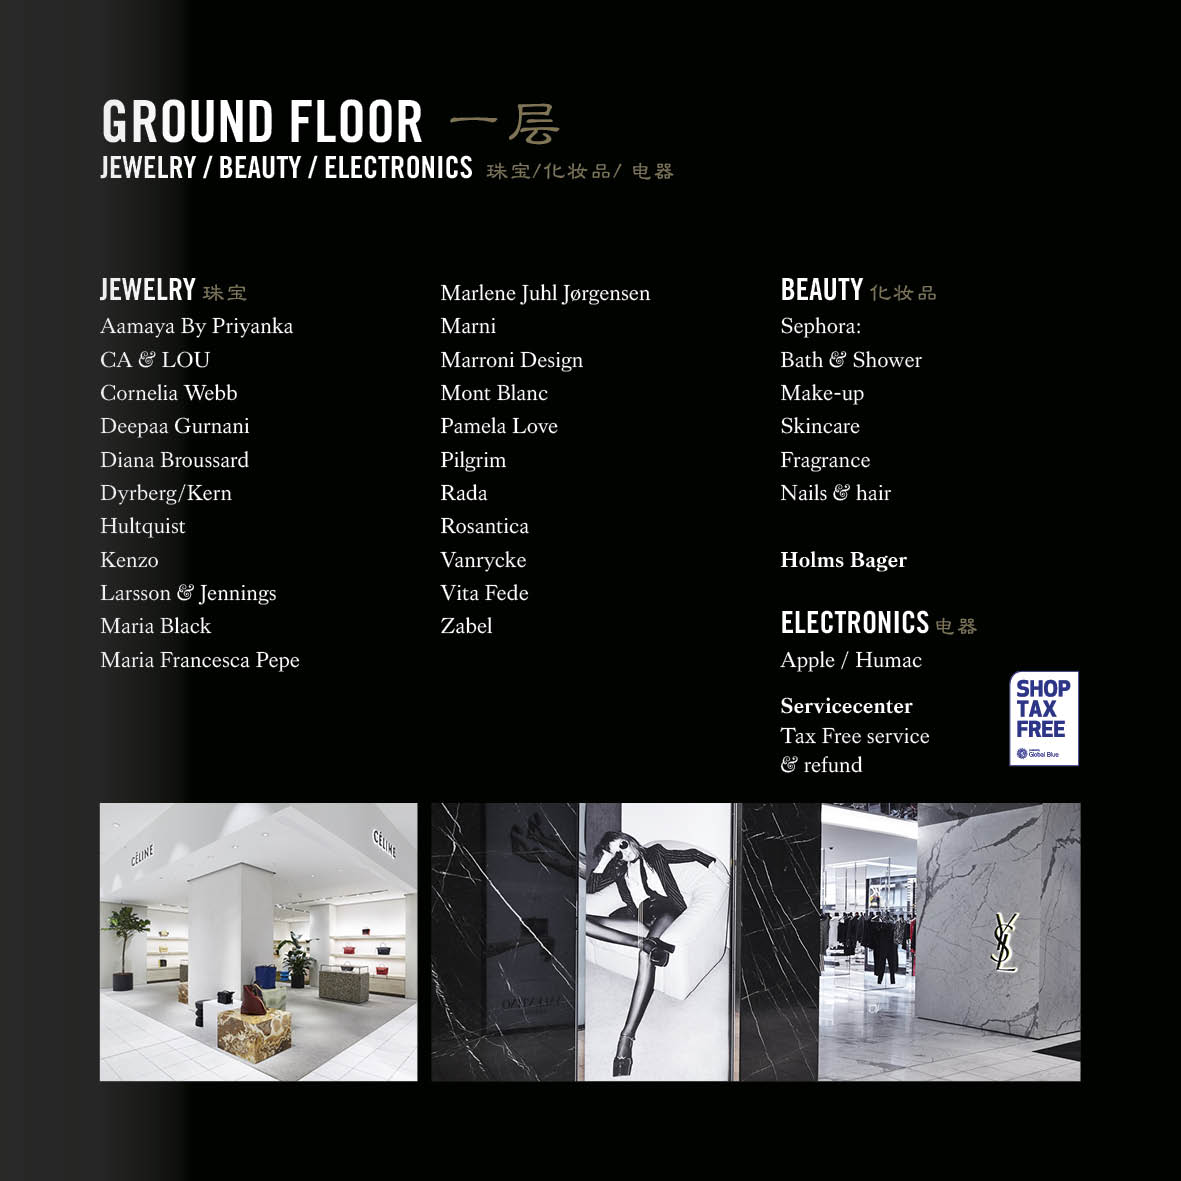 GROUND FLOOR 一层
JEWELRY / BEAUTY / ELECTRONICS 珠宝/化妆品/ 电器
JEWELRY 珠宝
Aamaya By Priyanka
CA & LOU
Cornelia Webb
Deepaa Gurnani
Diana Broussard
Dyrberg/Kern
Hultquist
Kenzo
Larsson & Jennings
Maria Black
Maria Francesca Pepe
Marlene Juhl Jørgensen
Marni
Marroni Design
Mont Blanc
Pamela Love
Pilgrim
Rada
Rosantica
Vanrycke
Vita Fede
Zabel
BEAUTY 化妆品
Sephora:
Bath & Shower
Make-up
Skincare
Fragrance
Nails & hair
Holms Bager
ELECTRONICS 电器
Apple / Humac
Servicecenter
Tax Free service
& refund
SHOP
TAX
FREE
Global Blue
CÉLINE
CÉLINE
YSL